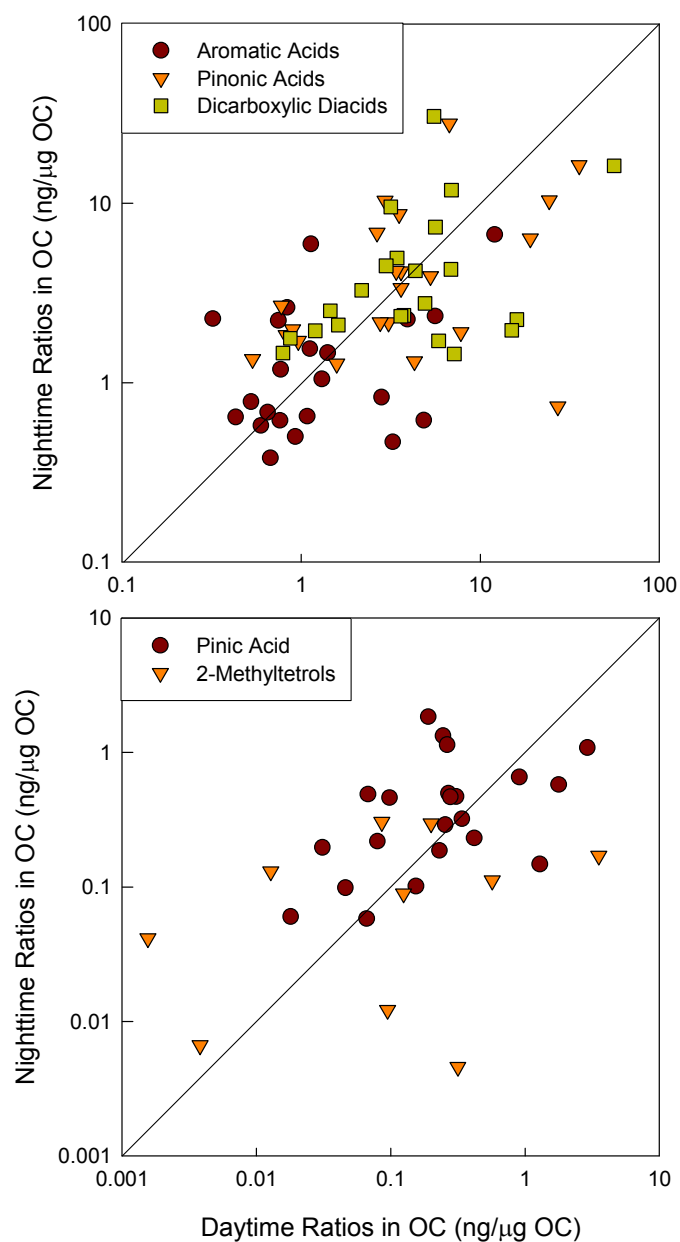 100
Aromatic Acids
Pinonic Acids
Dicarboxylic Diacids
10
1
0.1
Nighttime Ratios in OC (ng/μg OC)
0.1
1
10
100
10
Pinic Acid
2-Methyltetrols
1
0.1
0.01
0.001
Nighttime Ratios in OC (ng/μg OC)
0.001
0.01
0.1
1
10
Daytime Ratios in OC (ng/μg OC)